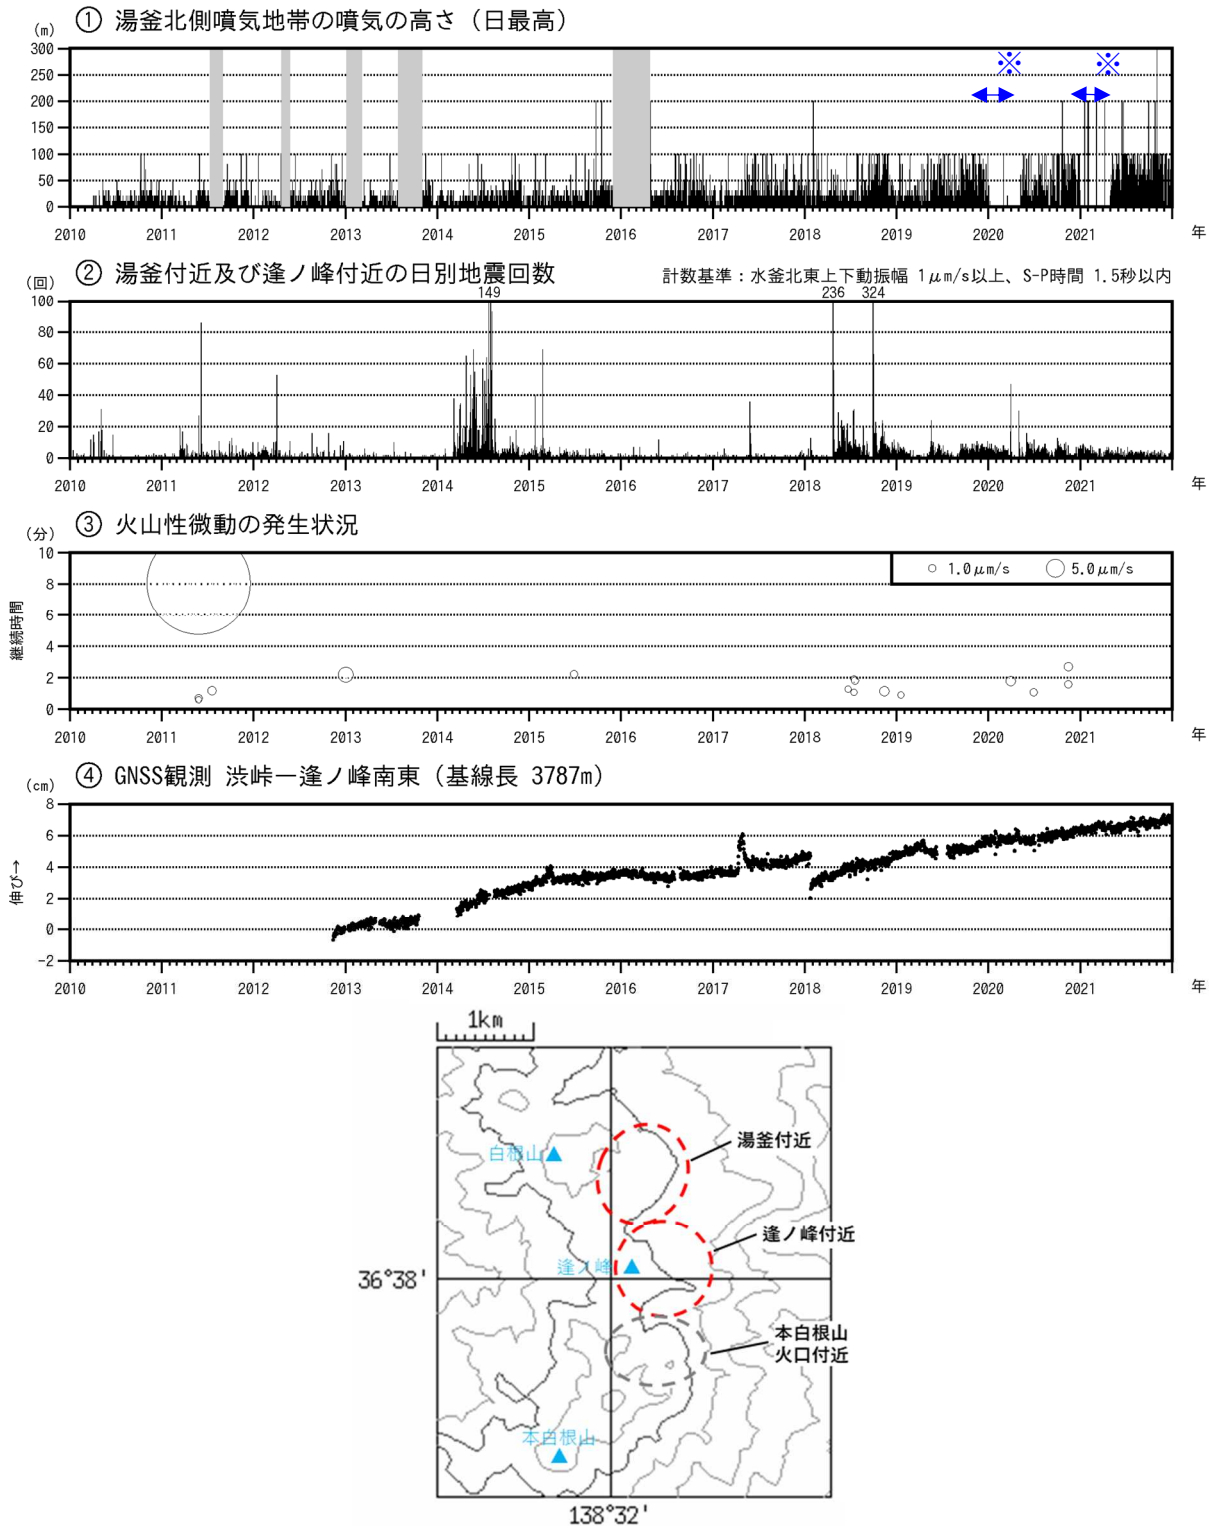 ① 湯釜北側噴気地帯の噴気の高さ（日最高）
(m)
300
250
200
150
100
50
0
※ ※
2010 2011 2012 2013 2014 2015 2016 2017 2018 2019 2020 2021 年
② 湯釜付近及び逢ノ峰付近の日別地震回数
計数基準：水釜北東上下動振幅 1μm/s以上、S-P時間 1.5秒以内
(回)
149 236 324
100
80
60
40
20
0
2010 2011 2012 2013 2014 2015 2016 2017 2018 2019 2020 2021 年
③ 火山性微動の発生状況
(分)
継続時間
10
8
6
4
2
0
1.0μm/s 5.0μm/s
2010 2011 2012 2013 2014 2015 2016 2017 2018 2019 2020 2021 年
④ GNSS観測 渋峠－逢ノ峰南東（基線長 3787m）
(cm)
伸び→
8
6
4
2
0
-2
2010 2011 2012 2013 2014 2015 2016 2017 2018 2019 2020 2021 年
1km
湯釜付近
白根山
逢ノ峰付近
逢ノ峰
36°38'
本白根山
火口付近
本白根山
138°32'